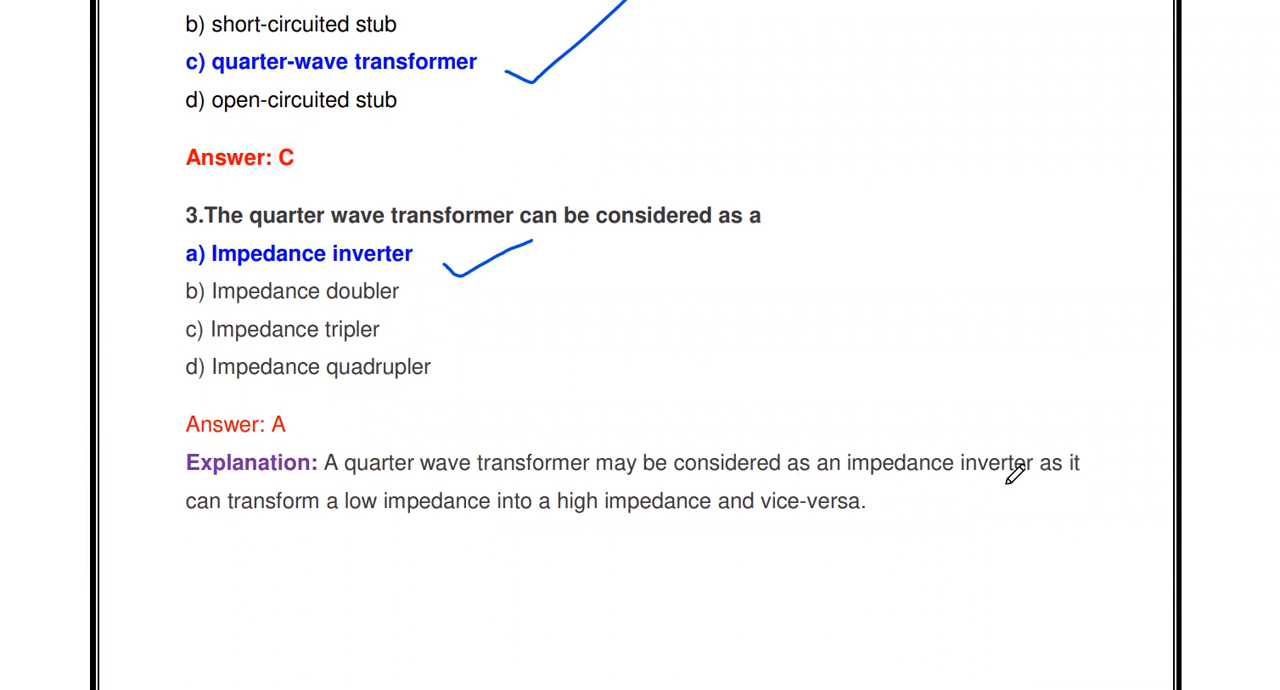 b) short-circuited stub
c) quarter-wave transformer
d) open-circuited stub
Answer: C
3.The quarter wave transformer can be considered as a
a) Impedance inverter
b) Impedance doubler
c) Impedance tripler
d) Impedance quadrupler
Answer: A
Explanation: A quarter wave transformer may be considered as an impedance inverter as it
can transform a low impedance into a high impedance and vice-versa.